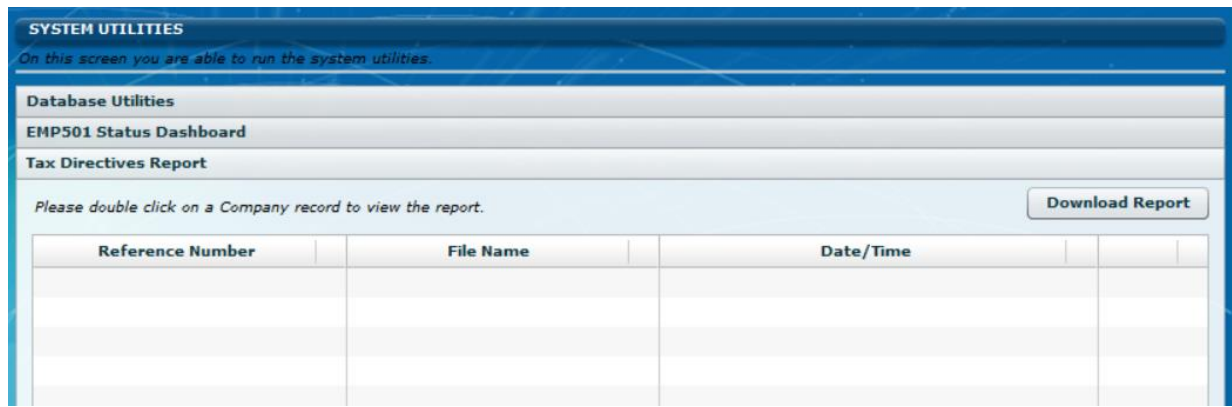 SYSTEM UTILITIES
On this screen you are able to run the system utilities.
Database Utilities
EMP501 Status Dashboard
Tax Directives Report
Please double click on a Company record to view the report.
Download Report
Reference Number File Name Date/Time